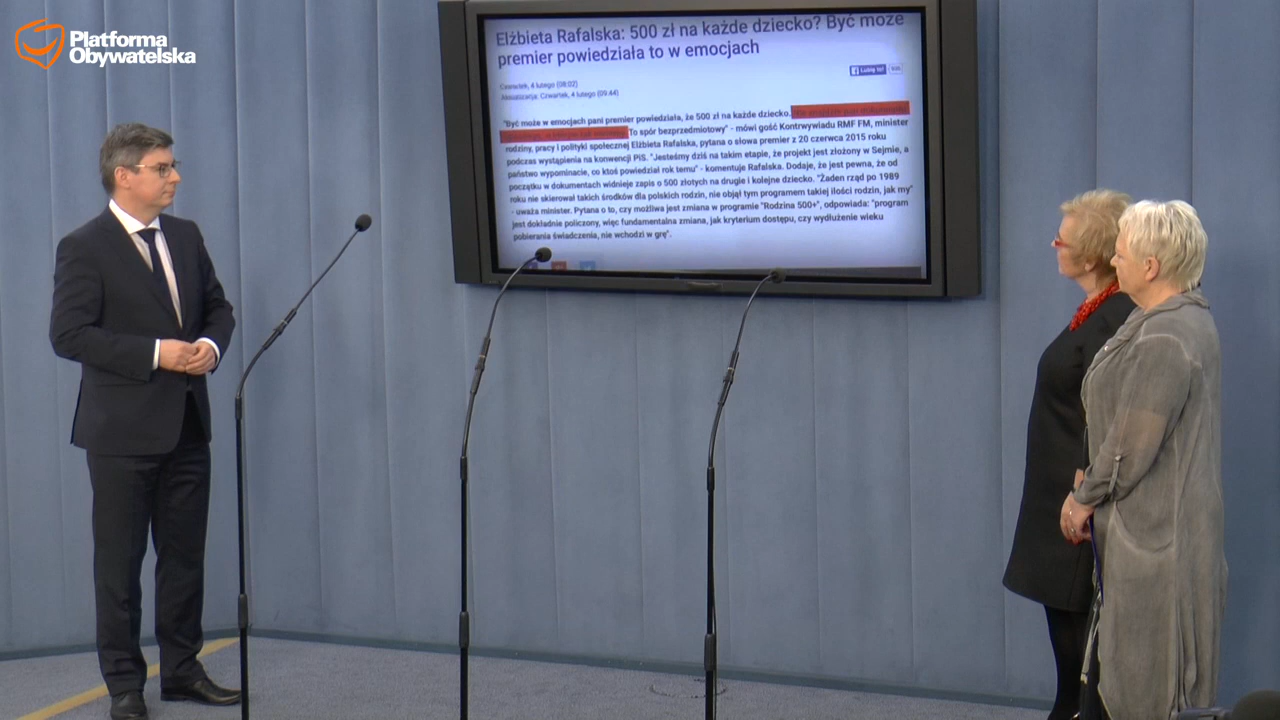 Platforma
Obywatelska
Elżbieta Rafalska: 500 zł na każde dziecko? Być może
premier powiedziała to w emocjach
Czwartek, 4 lutego (08:02)
Aktualizacja: Czwartek, 4 lutego (09:44)
Lubię to!
"Być może w emocjach pani premier powiedziała, że 500 zł na każde dziecko.
To spór bezprzedmiotowy" - mówi gość Kontrwywiadu RMF FM, minister
rodziny, pracy i polityki społecznej Elżbieta Rafalska, pytana o słowa premier z 20 czerwca 2015 roku
podczas wystąpienia na konwencji PiS. "Jesteśmy dziś na takim etapie, że projekt jest złożony w Sejmie, a
państwo wypominacie, co ktoś powiedział rok temu" - komentuje Rafalska. Dodaje, że jest pewna, że od
początku w dokumentach widnieje zapis o 500 złotych na drugie i kolejne dziecko. "Żaden rząd po 1989
roku nie skierował takich środków dla polskich rodzin, nie objął tym programem takiej ilości rodzin, jak my"
- uważa minister. Pytana o to, czy możliwa jest zmiana w programie "Rodzina 500+", odpowiada: "program
jest dokładnie policzony, więc fundamentalna zmiana, jak kryterium dostępu, czy wydłużenie wieku
pobierania świadczenia, nie wchodzi w grę".